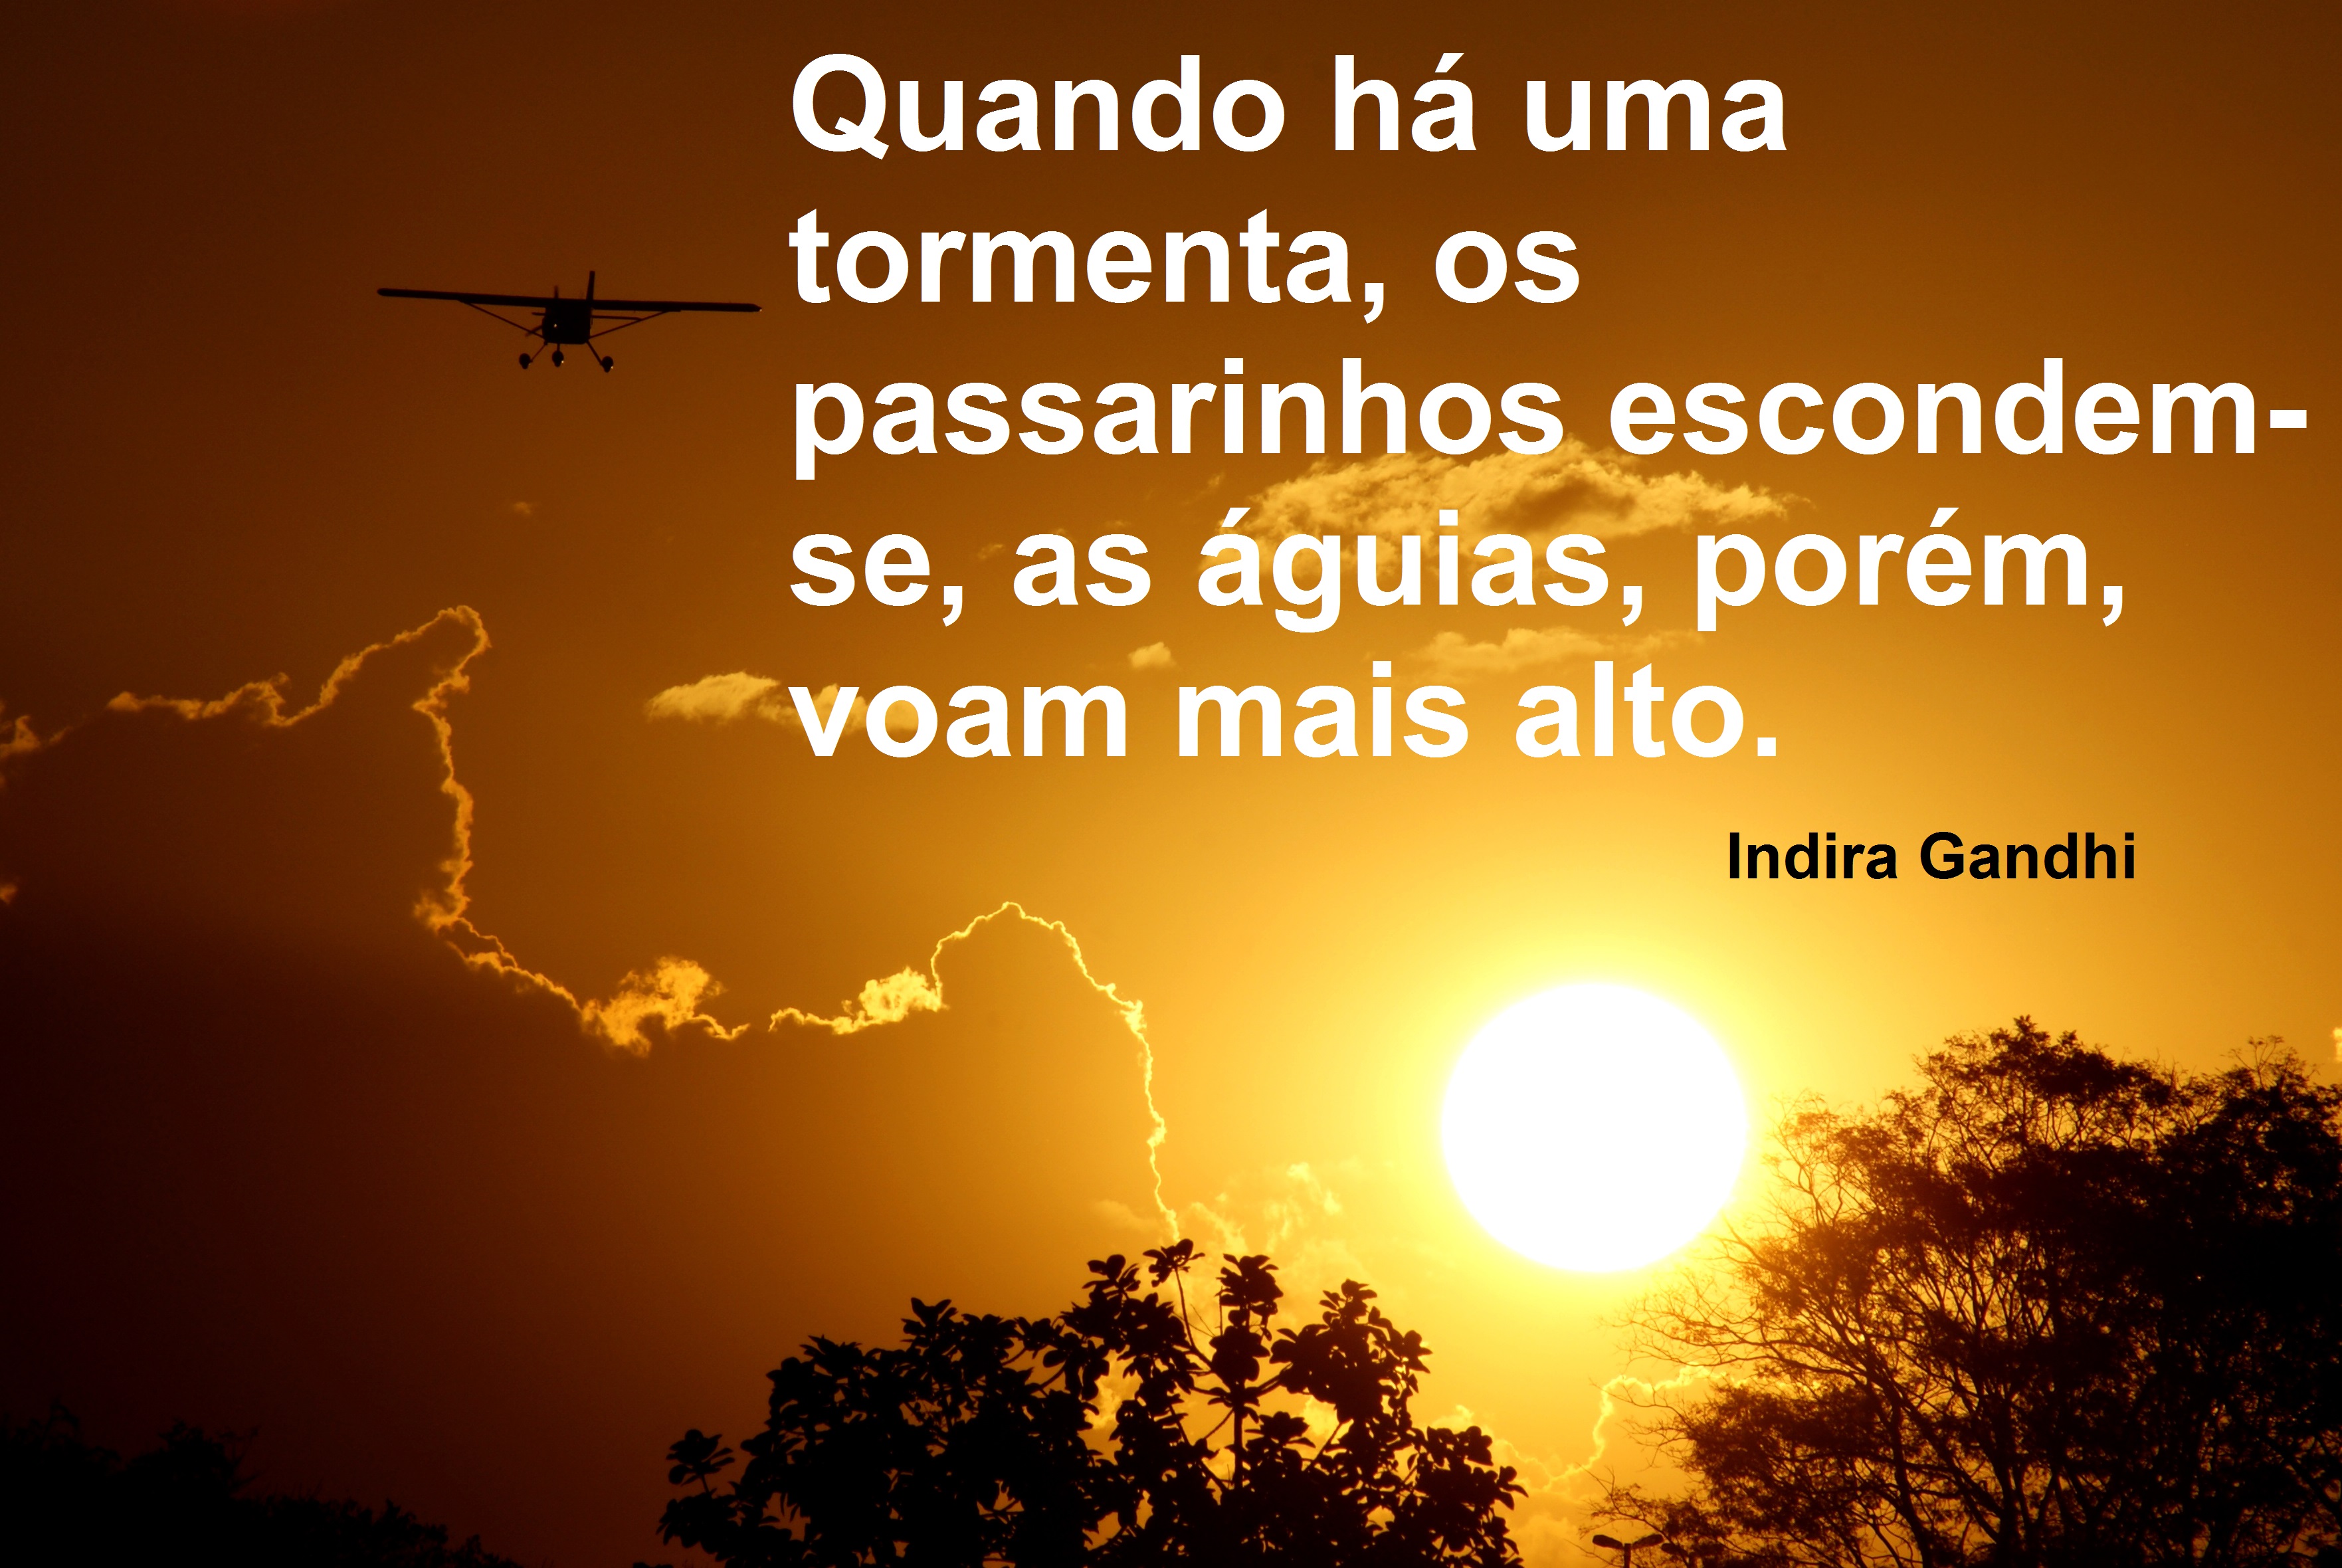 Quando há uma
tormenta, os
passarinhos escondem-
se, as águias, porém,
voam mais alto.
Indira Gandhi